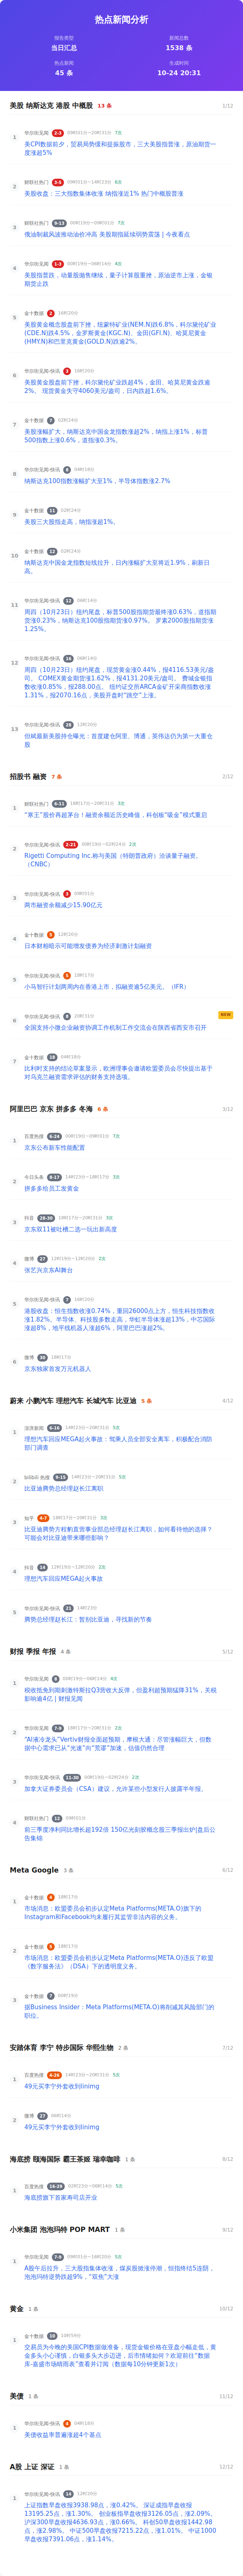 热点新闻分析
报告类型
新闻总数
当日汇总
1538 条
热点新闻
生成时间
45 条
10-24 20:31
美股 纳斯达克 港股 中概股 13 条 1/12
1
华尔街见闻 2-3 09时01分~20时31分 7次
美CPI数据前夕，贸易局势缓和提振股市，三大美股指普涨，原油期货一
度涨超5%
2
财联社热门 2-5 09时01分~14时23分 6次
美股收盘：三大指数集体收涨 纳指涨近1% 热门中概股普涨
3
财联社热门 9-13 00时19分~09时01分 7次
俄油制裁风波推动油价冲高 美股期指延续弱势震荡 | 今夜看点
4
华尔街见闻 1-3 00时19分~06时14分 4次
美股指普跌，动量股抛售继续，量子计算股重挫，原油逆市上涨，金银
期货止跌
5
金十数据 2 16时20分
美股黄金概念股盘前下挫，纽蒙特矿业(NEM.N)跌6.8%，科尔黛伦矿业
(CDE.N)跌4.5%，金罗斯黄金(KGC.N)、金田(GFI.N)、哈莫尼黄金
(HMY.N)和巴里克黄金(GOLD.N)跌逾2%。
6
华尔街见闻-快讯 3 16时20分
美股黄金股盘前下挫，科尔黛伦矿业跌超4%，金田、哈莫尼黄金跌逾
2%。 现货黄金失守4060美元/盎司，日内跌超1.6%。
7
金十数据 7 02时24分
美股涨幅扩大，纳斯达克中国金龙指数涨超2%，纳指上涨1%，标普
500指数上涨0.6%，道指涨0.3%。
8
华尔街见闻-快讯 8 04时18分
纳斯达克100指数涨幅扩大至1%，半导体指数涨2.7%
9
金十数据 11 02时24分
美股三大股指走高，纳指涨超1%。
10
金十数据 12 02时24分
纳斯达克中国金龙指数短线拉升，日内涨幅扩大至将近1.9%，刷新日
高。
11
华尔街见闻-快讯 12 06时14分
周四（10月23日）纽约尾盘，标普500股指期货最终涨0.63%，道指期
货涨0.23%，纳斯达克100股指期货涨0.97%。 罗素2000股指期货涨
1.25%。
12
华尔街见闻-快讯 16 06时14分
周四（10月23日）纽约尾盘，现货黄金涨0.44%，报4116.53美元/盎
司。 COMEX黄金期货涨1.62%，报4131.20美元/盎司。 费城金银指
数收涨0.85%，报288.00点。 纽约证交所ARCA金矿开采商指数收涨
1.31%，报2070.16点，美股开盘时“跳空”上涨。
13
华尔街见闻-快讯 28 12时20分
但斌最新美股持仓曝光：首度建仓阿里、博通，英伟达仍为第一大重仓
股
招股书 融资 7 条 2/12
1
财联社热门 6-12 18时17分~20时31分 3次
“寒王”股价再超茅台！融资余额近历史峰值，科创板“吸金”模式重启
2
华尔街见闻-快讯 2-21 00时19分~02时24分 2次
Rigetti Computing Inc.称与美国（特朗普政府）洽谈量子融资。
（CNBC）
3
华尔街见闻-快讯 3 09时01分
两市融资余额减少15.90亿元
4
金十数据 5 12时20分
日本财相暗示可能增发债券为经济刺激计划融资
5
华尔街见闻-快讯 5 18时17分
小马智行计划两周内在香港上市，拟融资逾5亿美元。（IFR）
6
华尔街见闻-快讯 8 20时31分 NEW
全国支持小微企业融资协调工作机制工作交流会在陕西省西安市召开
7
金十数据 18 04时18分
比利时支持的结论草案显示，欧洲理事会邀请欧盟委员会尽快提出基于
对乌克兰融资需求评估的财务支持选项。
阿里巴巴 京东 拼多多 冬海 6 条 3/12
1
百度热搜 6-24 00时19分~09时01分 7次
京东公布新车性能配置
2
今日头条 8-17 14时23分~18时17分 3次
拼多多给员工发黄金
3
抖音 28-30 18时17分~20时31分 3次
京东双11被吐槽二选一玩出新高度
4
微博 27 12时19分~12时20分 2次
张艺兴京东AI舞台
5
华尔街见闻-快讯 7 16时20分
港股收盘：恒生指数收涨0.74%，重回26000点上方，恒生科技指数收
涨1.82%。半导体、科技股多数走高，华虹半导体涨超13%，中芯国际
涨超8%，地平线机器人涨超6%，阿里巴巴涨超2%。
6
微博 30 18时17分
京东独家首发万元机器人
蔚来 小鹏汽车 理想汽车 长城汽车 比亚迪 5 条 4/12
1
澎湃新闻 6-10 14时23分~20时31分 5次
理想汽车回应MEGA起火事故：驾乘人员全部安全离车，积极配合消防
部门调查
2
bilibili 热搜 9-15 14时23分~20时31分 5次
比亚迪腾势总经理赵长江离职
3
知乎 4-7 18时17分~20时31分 3次
比亚迪腾势方程豹直营事业部总经理赵长江离职，如何看待他的选择？
可能会对比亚迪带来哪些影响？
4
抖音 14 12时19分~12时20分 2次
理想汽车回应MEGA起火事故
5
华尔街见闻-快讯 21 14时23分
腾势总经理赵长江：暂别比亚迪，寻找新的节奏
财报 季报 年报 4 条 5/12
1
华尔街见闻 6 00时19分~06时14分 4次
税收抵免到期刺激特斯拉Q3营收大反弹，但盈利超预期猛降31%，关税
影响逾4亿 | 财报见闻
2
华尔街见闻 7-9 18时17分~20时31分 2次
“AI液冷龙头”Vertiv财报全面超预期，摩根大通：尽管涨幅巨大，但数
据中心需求已从“光速”向“荒谬”加速，估值仍然合理
3
华尔街见闻-快讯 11-30 00时19分~02时24分 2次
加拿大证券委员会（CSA）建议，允许某些小型发行人披露半年报。
4
财联社热门 12 09时01分
前三季度净利同比增长超192倍 150亿光刻胶概念股三季报出炉|盘后公
告集锦
Meta Google 3 条 6/12
1
金十数据 4 18时17分
市场消息：欧盟委员会初步认定Meta Platforms(META.O)旗下的
Instagram和Facebook均未履行其监管非法内容的义务。
2
金十数据 5 18时17分
市场消息：欧盟委员会初步认定Meta Platforms(META.O)违反了欧盟
《数字服务法》（DSA）下的透明度义务。
3
金十数据 7 00时19分
据Business Insider：Meta Platforms(META.O)将削减其风险部门的
职位。
安踏体育 李宁 特步国际 华熙生物 2 条 7/12
1
百度热搜 4-26 14时23分~20时31分 5次
49元买李宁外套收到lining
2
微博 27 06时14分
49元买李宁外套收到lining
海底捞 颐海国际 霸王茶姬 瑞幸咖啡 1 条 8/12
1
百度热搜 16-29 02时23分~06时14分 5次
海底捞旗下首家寿司店开业
小米集团 泡泡玛特 POP MART 1 条 9/12
1
华尔街见闻 7-8 09时01分~16时20分 5次
A股午后拉升，三大股指集体收涨，煤炭股掀涨停潮，恒指终结5连阴，
泡泡玛特逆势跌超9%，“双焦”大涨
黄金 1 条 10/12
1
金十数据 10 10时58分
交易员为今晚的美国CPI数据做准备，现货金银价格在亚盘小幅走低，黄
金多头小心谨慎，白银多头大步迈进，后市情绪如何？欢迎前往“数据
库-嘉盛市场晴雨表”查看并订阅（数据每10分钟更新1次）
美债 1 条 11/12
1
华尔街见闻-快讯 4 04时18分
美债收益率普遍涨超4个基点
A股 上证 深证 1 条 12/12
1
华尔街见闻-快讯 14 12时20分
上证指数早盘收报3938.98点，涨0.42%。 深证成指早盘收报
13195.25点，涨1.30%。 创业板指早盘收报3126.05点，涨2.09%。
沪深300早盘收报4636.93点，涨0.66%。 科创50早盘收报1442.98
点，涨2.98%。 中证500早盘收报7215.22点，涨1.01%。 中证1000
早盘收报7391.06点，涨1.14%。